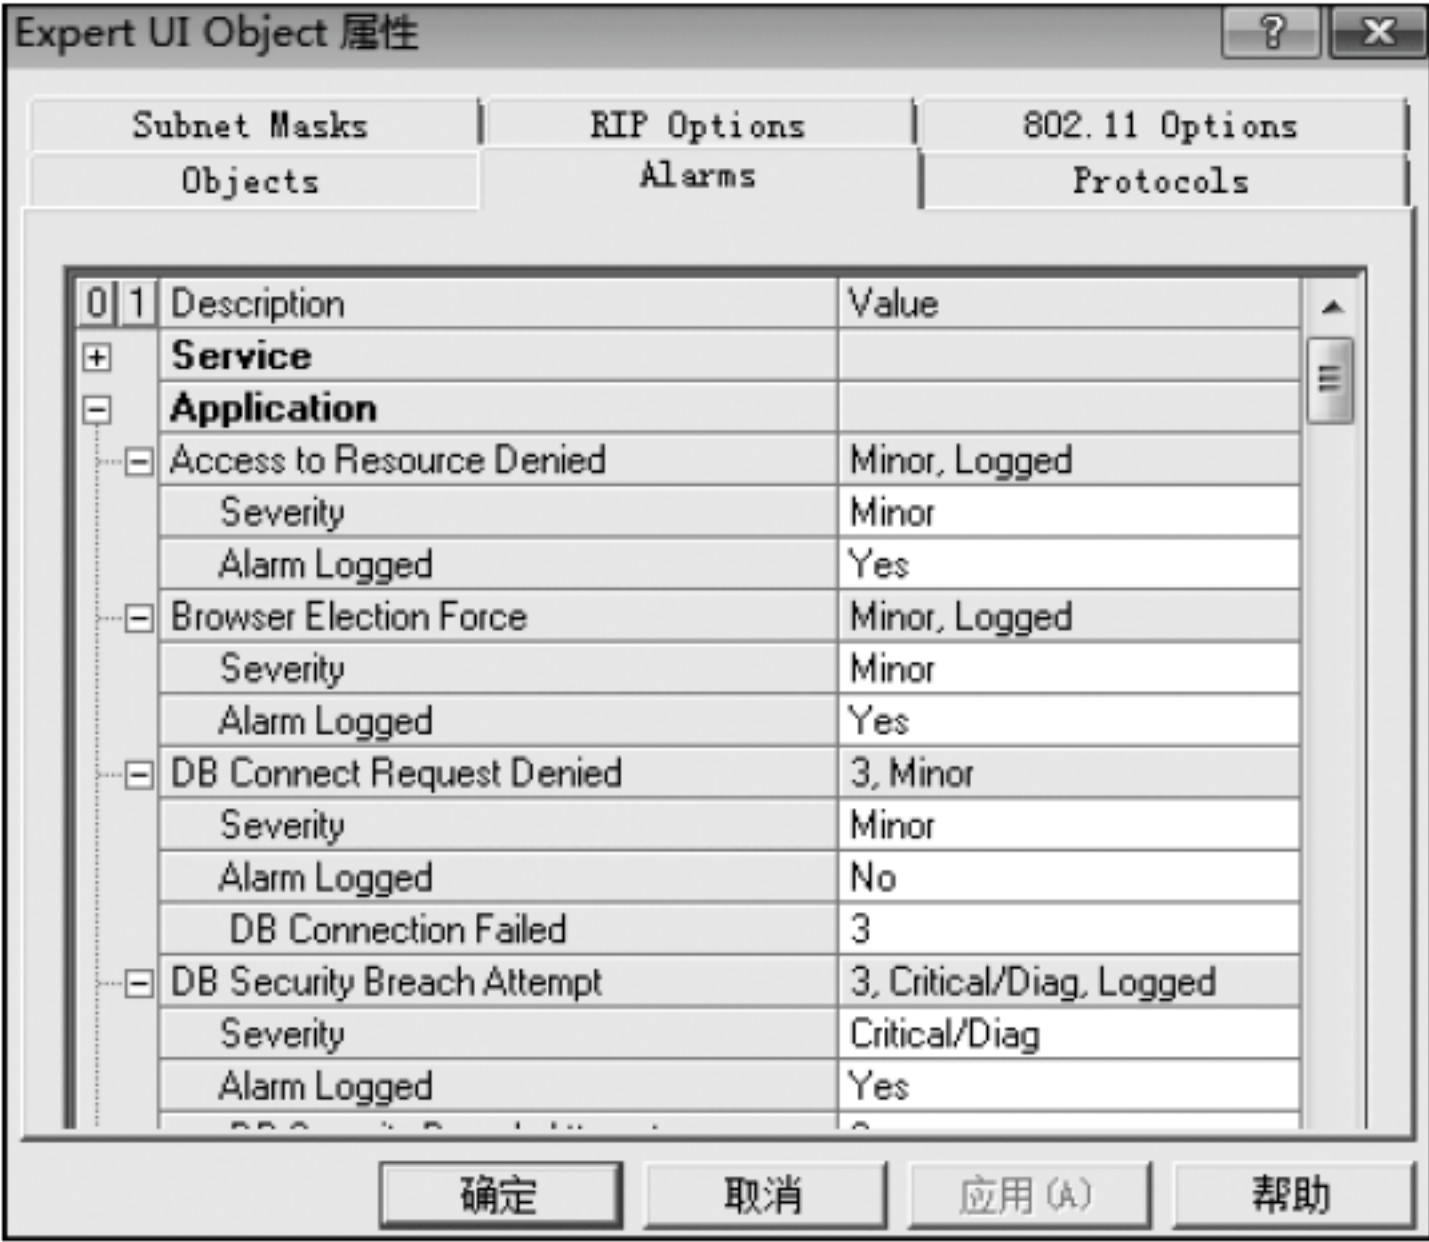 Expert UI Object 属性
Subnet Masks RIP Options 802.11 Options
Objects Alarms Protocols
0 1 Description Value
Service
Application
Access to Resource Denied Minor, Logged
Severity Minor
Alarm Logged Yes
Browser Election Force Minor, Logged
Severity Minor
Alarm Logged Yes
DB Connect Request Denied 3, Minor
Severity Minor
Alarm Logged No
DB Connection Failed 3
DB Security Breach Attempt 3, Critical/Diag, Logged
Severity Critical/Diag
Alarm Logged Yes
确定 取消 应用(A) 帮助